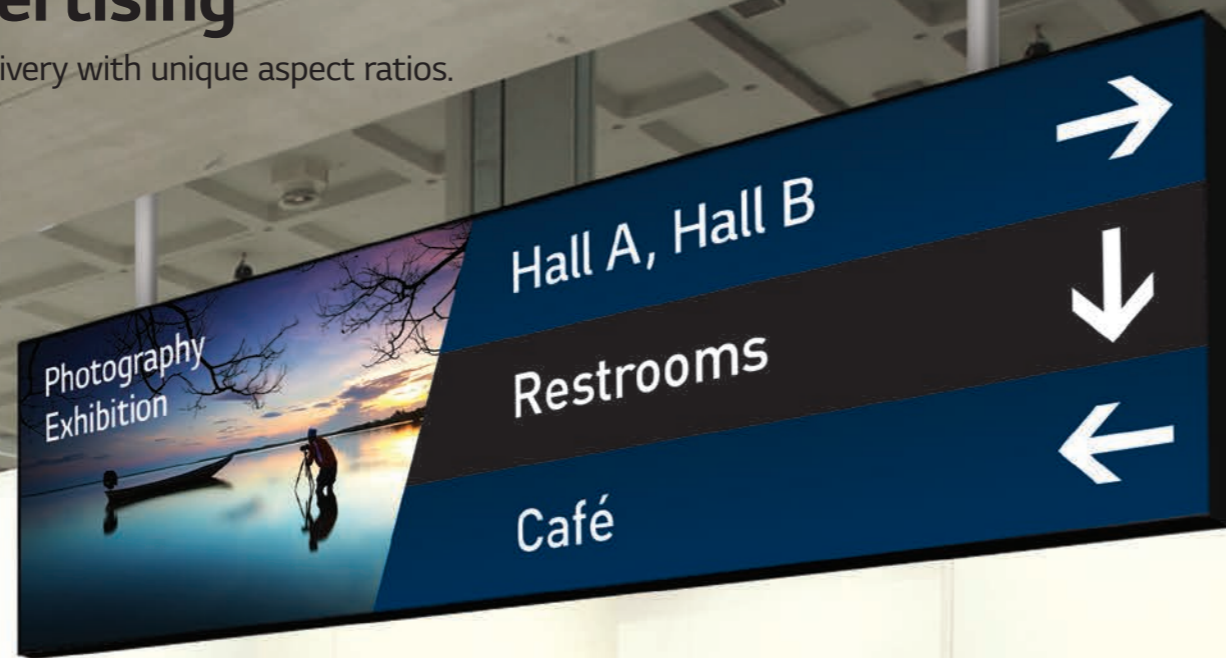 ertising
ivery with unique aspect ratios.
Photography
Exhibition
Hall A, Hall B
Restrooms
Café